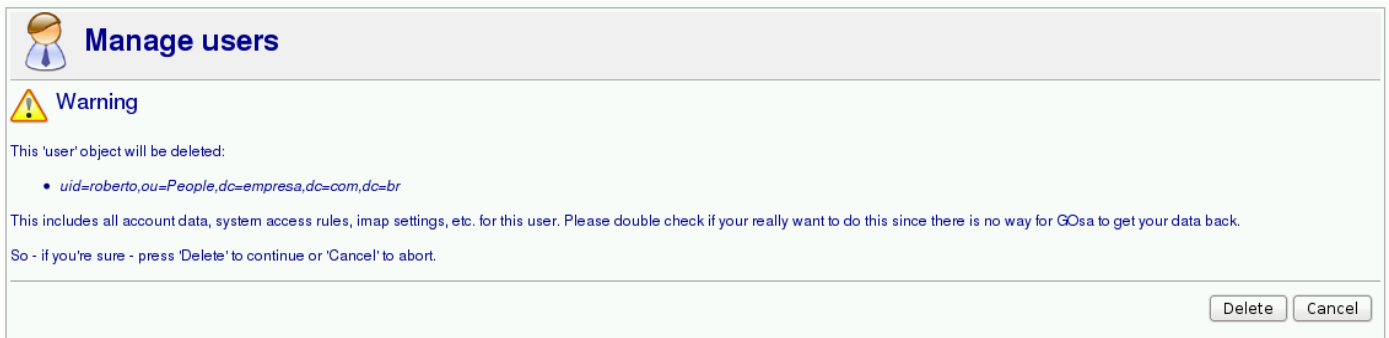 Manage users
Warning
This 'user' object will be deleted:
• uid=roberto,ou=People,dc=empresa,dc=com,dc=br
This includes all account data, system access rules, imap settings, etc. for this user. Please double check if your really want to do this since there is no way for GOsa to get your data back.
So - if you're sure - press 'Delete' to continue or 'Cancel' to abort.
Delete Cancel